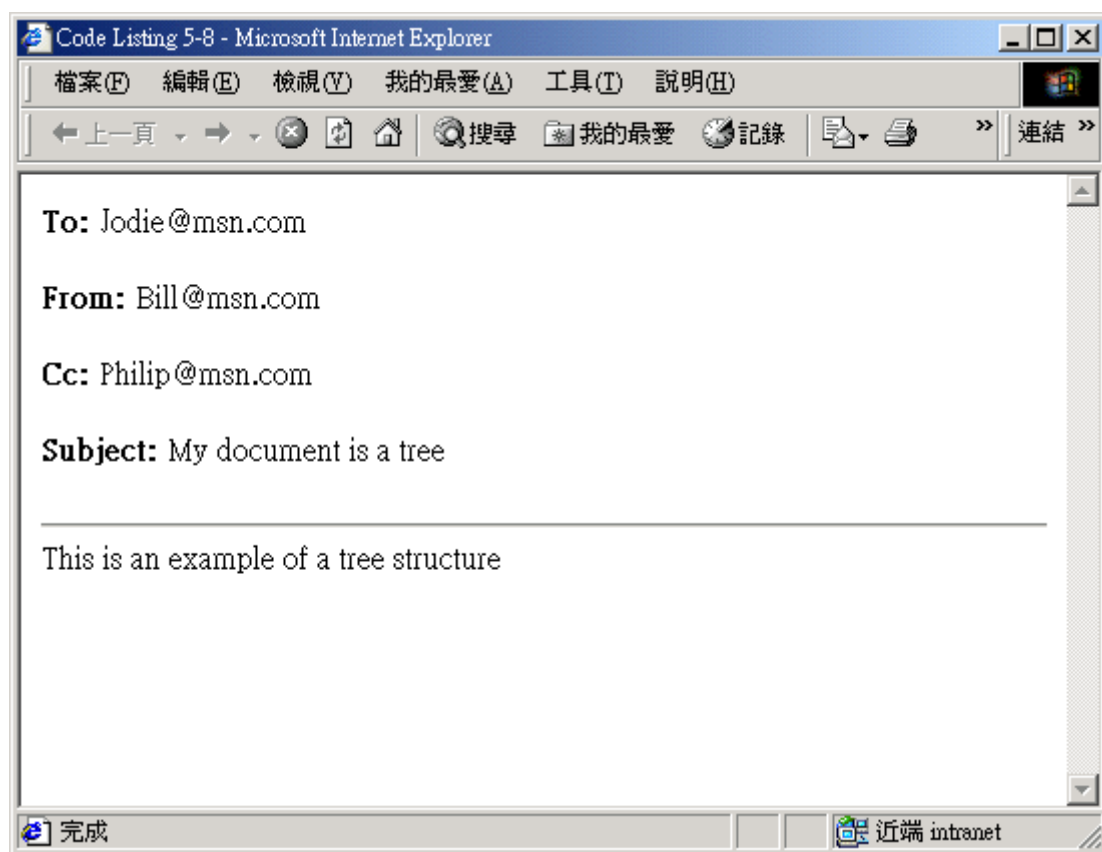 Code Listing 5-8 - Microsoft Internet Explorer
檔案(F) 編輯(E) 檢視(V) 我的最愛(A) 工具(T) 說明(H)
上一頁 搜尋 我的最愛 記錄 » 連結 »
To: Jodie@msn.com
From: Bill@msn.com
Cc: Philip@msn.com
Subject: My document is a tree
This is an example of a tree structure
完成 近端 intranet